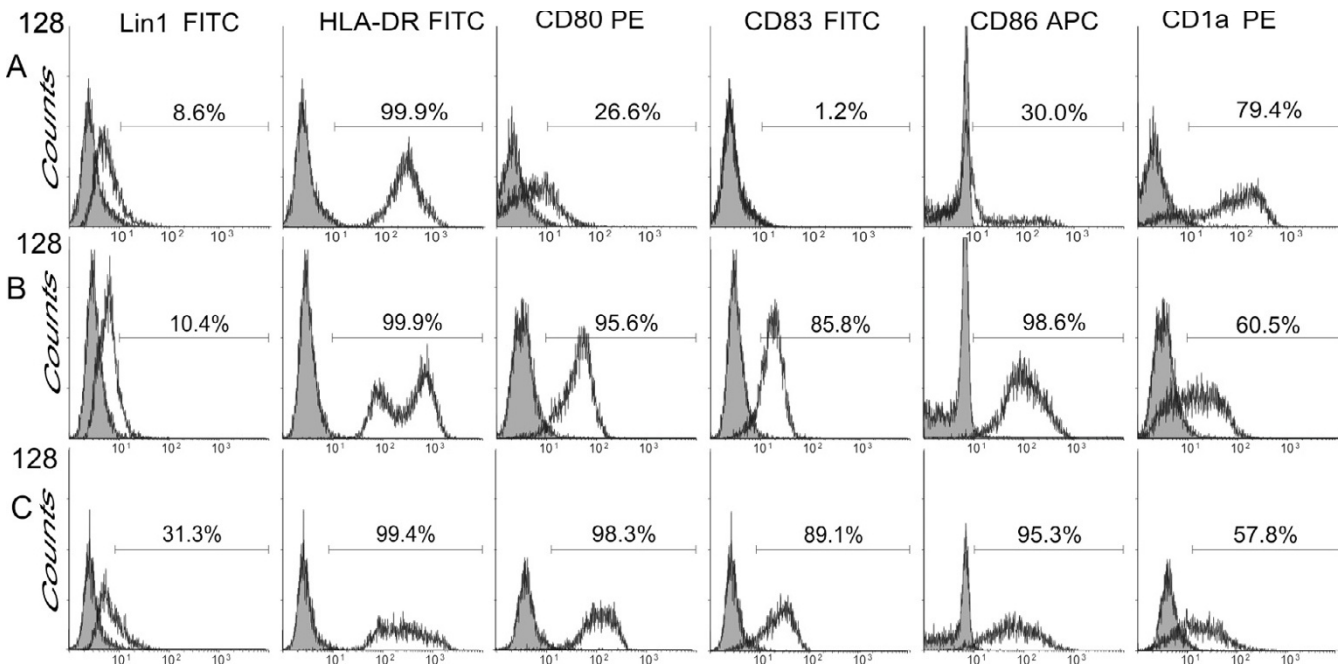 128 Lin1 FITC HLA-DR FITC CD80 PE CD83 FITC CD86 APC CD1a PE
A
Counts
8.6% 99.9% 26.6% 1.2% 30.0% 79.4%
10¹ 10² 10³ 10¹ 10² 10³ 10¹ 10² 10³ 10¹ 10² 10³ 10¹ 10² 10³ 10¹ 10² 10³
128
B
Counts
10.4% 99.9% 95.6% 85.8% 98.6% 60.5%
10¹ 10² 10³ 10¹ 10² 10³ 10¹ 10² 10³ 10¹ 10² 10³ 10¹ 10² 10³ 10¹ 10² 10³
128
C
Counts
31.3% 99.4% 98.3% 89.1% 95.3% 57.8%
10¹ 10² 10³ 10¹ 10² 10³ 10¹ 10² 10³ 10¹ 10² 10³ 10¹ 10² 10³ 10¹ 10² 10³